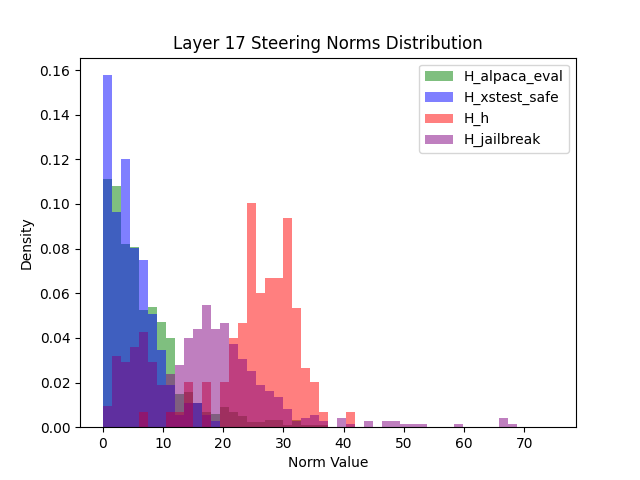 Layer 17 Steering Norms Distribution
0.16
0.14
0.12
0.10
0.08
0.06
0.04
0.02
0.00
Density
H_alpaca_eval
H_xstest_safe
H_h
H_jailbreak
0 10 20 30 40 50 60 70
Norm Value